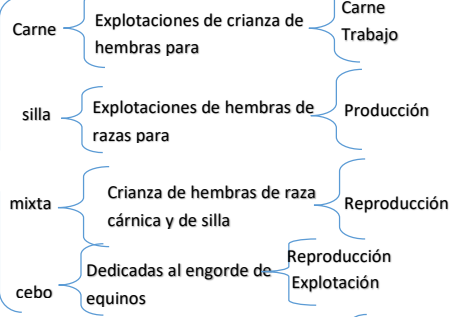 Carne
Explotaciones de crianza de
hembras para
Carne
Trabajo
silla
Explotaciones de hembras de
razas para
Producción
mixta
Crianza de hembras de raza
cárnica y de silla
Reproducción
cebo
Dedicadas al engorde de
equinos
Reproducción
Explotación